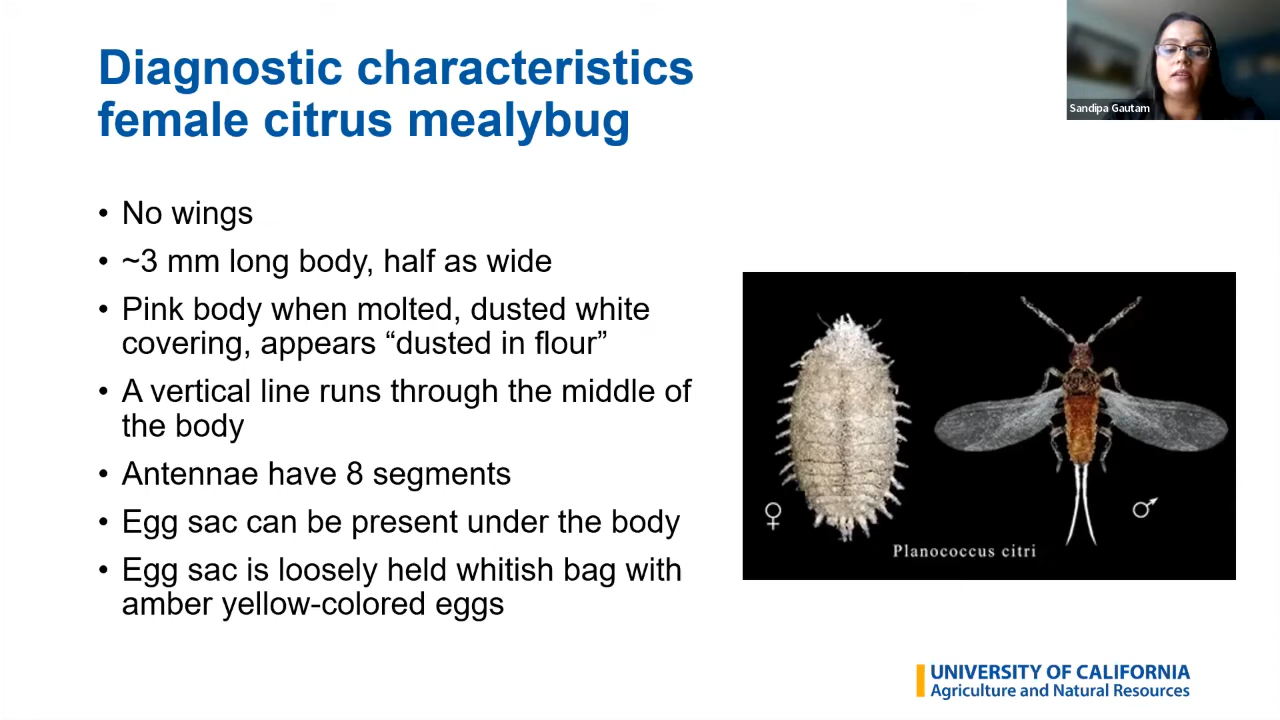 Diagnostic characteristics
female citrus mealybug
Sandipa Gautam
• No wings
• ~3 mm long body, half as wide
• Pink body when molted, dusted white
covering, appears “dusted in flour”
• A vertical line runs through the middle of
the body
• Antennae have 8 segments
• Egg sac can be present under the body
• Egg sac is loosely held whitish bag with
amber yellow-colored eggs
♀
♂
Planococcus citri
UNIVERSITY OF CALIFORNIA
Agriculture and Natural Resources